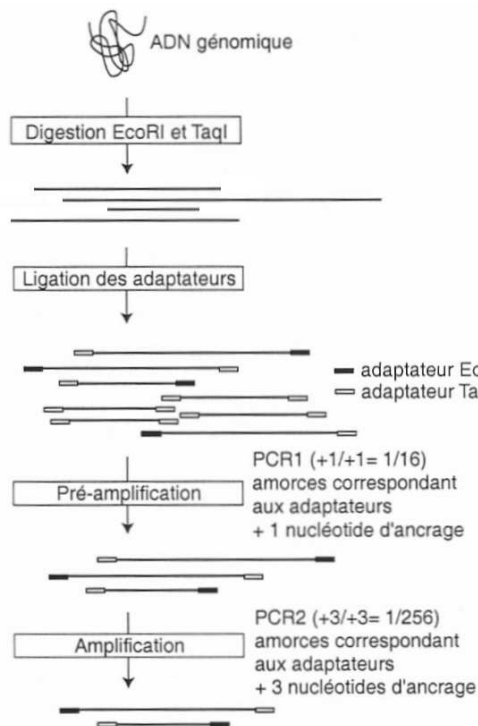 ADN génomique
Digestion EcoRI et TaqI
Ligation des adaptateurs
adaptateur
adaptateur
PCR1 (+1/+1= 1/16)
amorces correspondant
aux adaptateurs
+ 1 nucléotide d'ancrage
Pré-amplification
PCR2 (+3/+3= 1/256)
amorces correspondant
aux adaptateurs
+ 3 nucléotides d'ancrage
Amplification